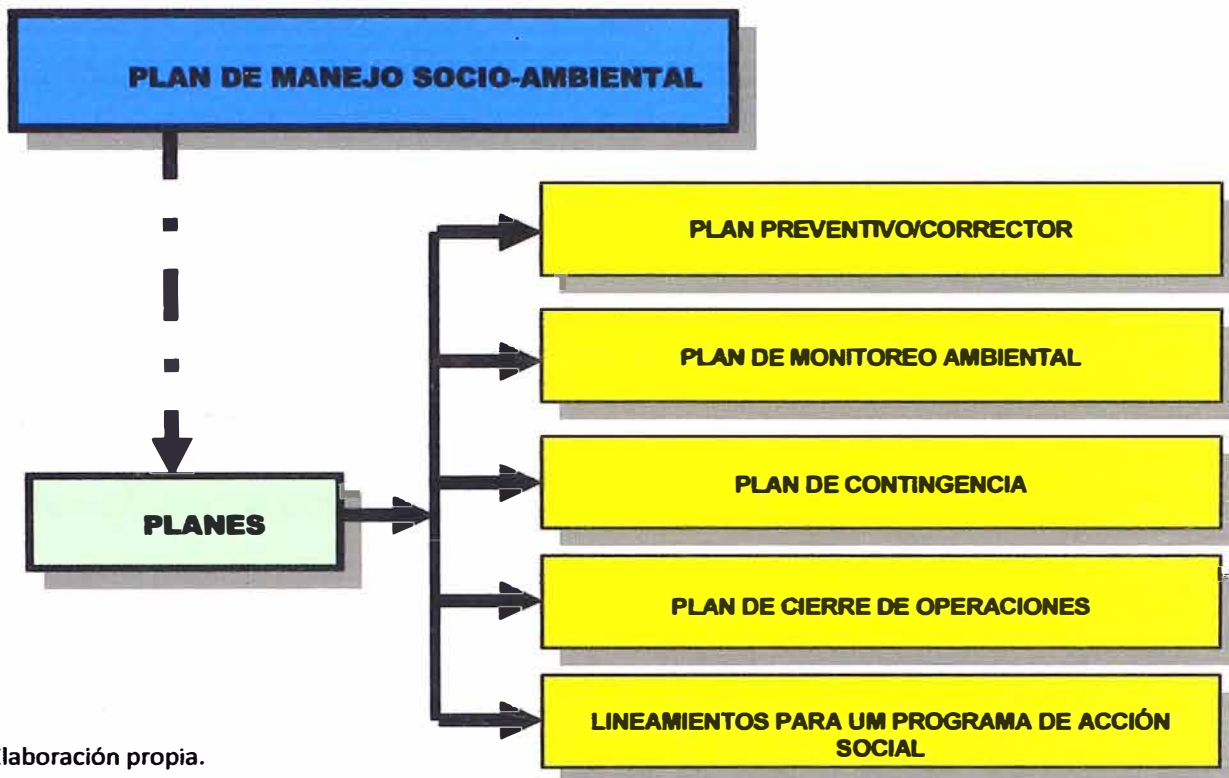 PLAN DE MANEJO SOCIO-AMBIENTAL
PLAN PREVENTIVO/CORRECTOR
PLAN DE MONITOREO AMBIENTAL
PLANES
PLAN DE CONTINGENCIA
PLAN DE CIERRE DE OPERACIONES
LINEAMIENTOS PARA UM PROGRAMA DE ACCIÓN
SOCIAL
laboración propia.